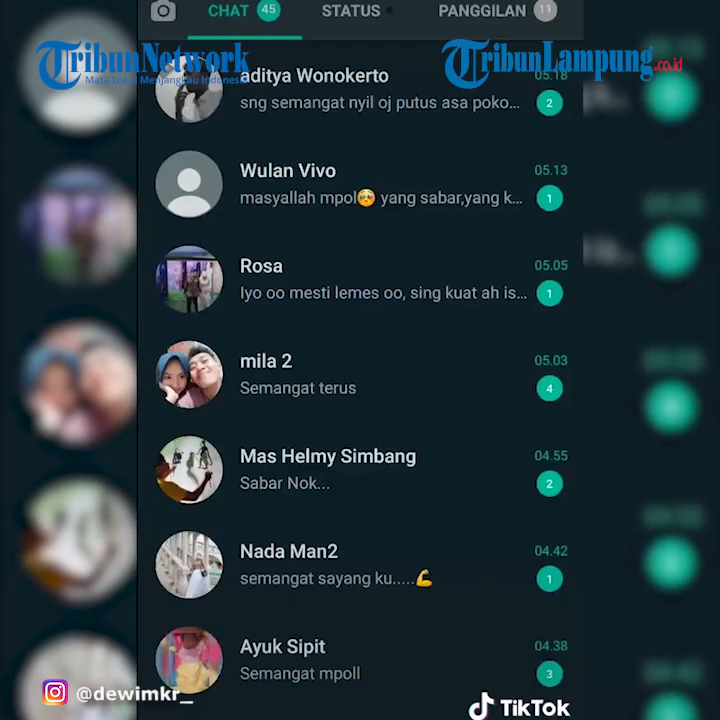 CHAT 45 STATUS PANGGILAN 11
TribunNetwork
Mata Lokal Menjangkau Indonesia
TribunLampung.co.id
aditya Wonokerto 05.18
sng semangat nyil oj putus asa poko... 2
Wulan Vivo 05.13
masyallah mpol🥺 yang sabar,yang k... 1
Rosa 05.05
Iyo oo mesti lemes oo, sing kuat ah is... 1
mila 2 05.03
Semangat terus 4
Mas Helmy Simbang 04.55
Sabar Nok... 2
Nada Man2 04.42
semangat sayang ku.....💪 1
Ayuk Sipit 04.38
Semangat mpoll 3
@dewimkr_
TikTok